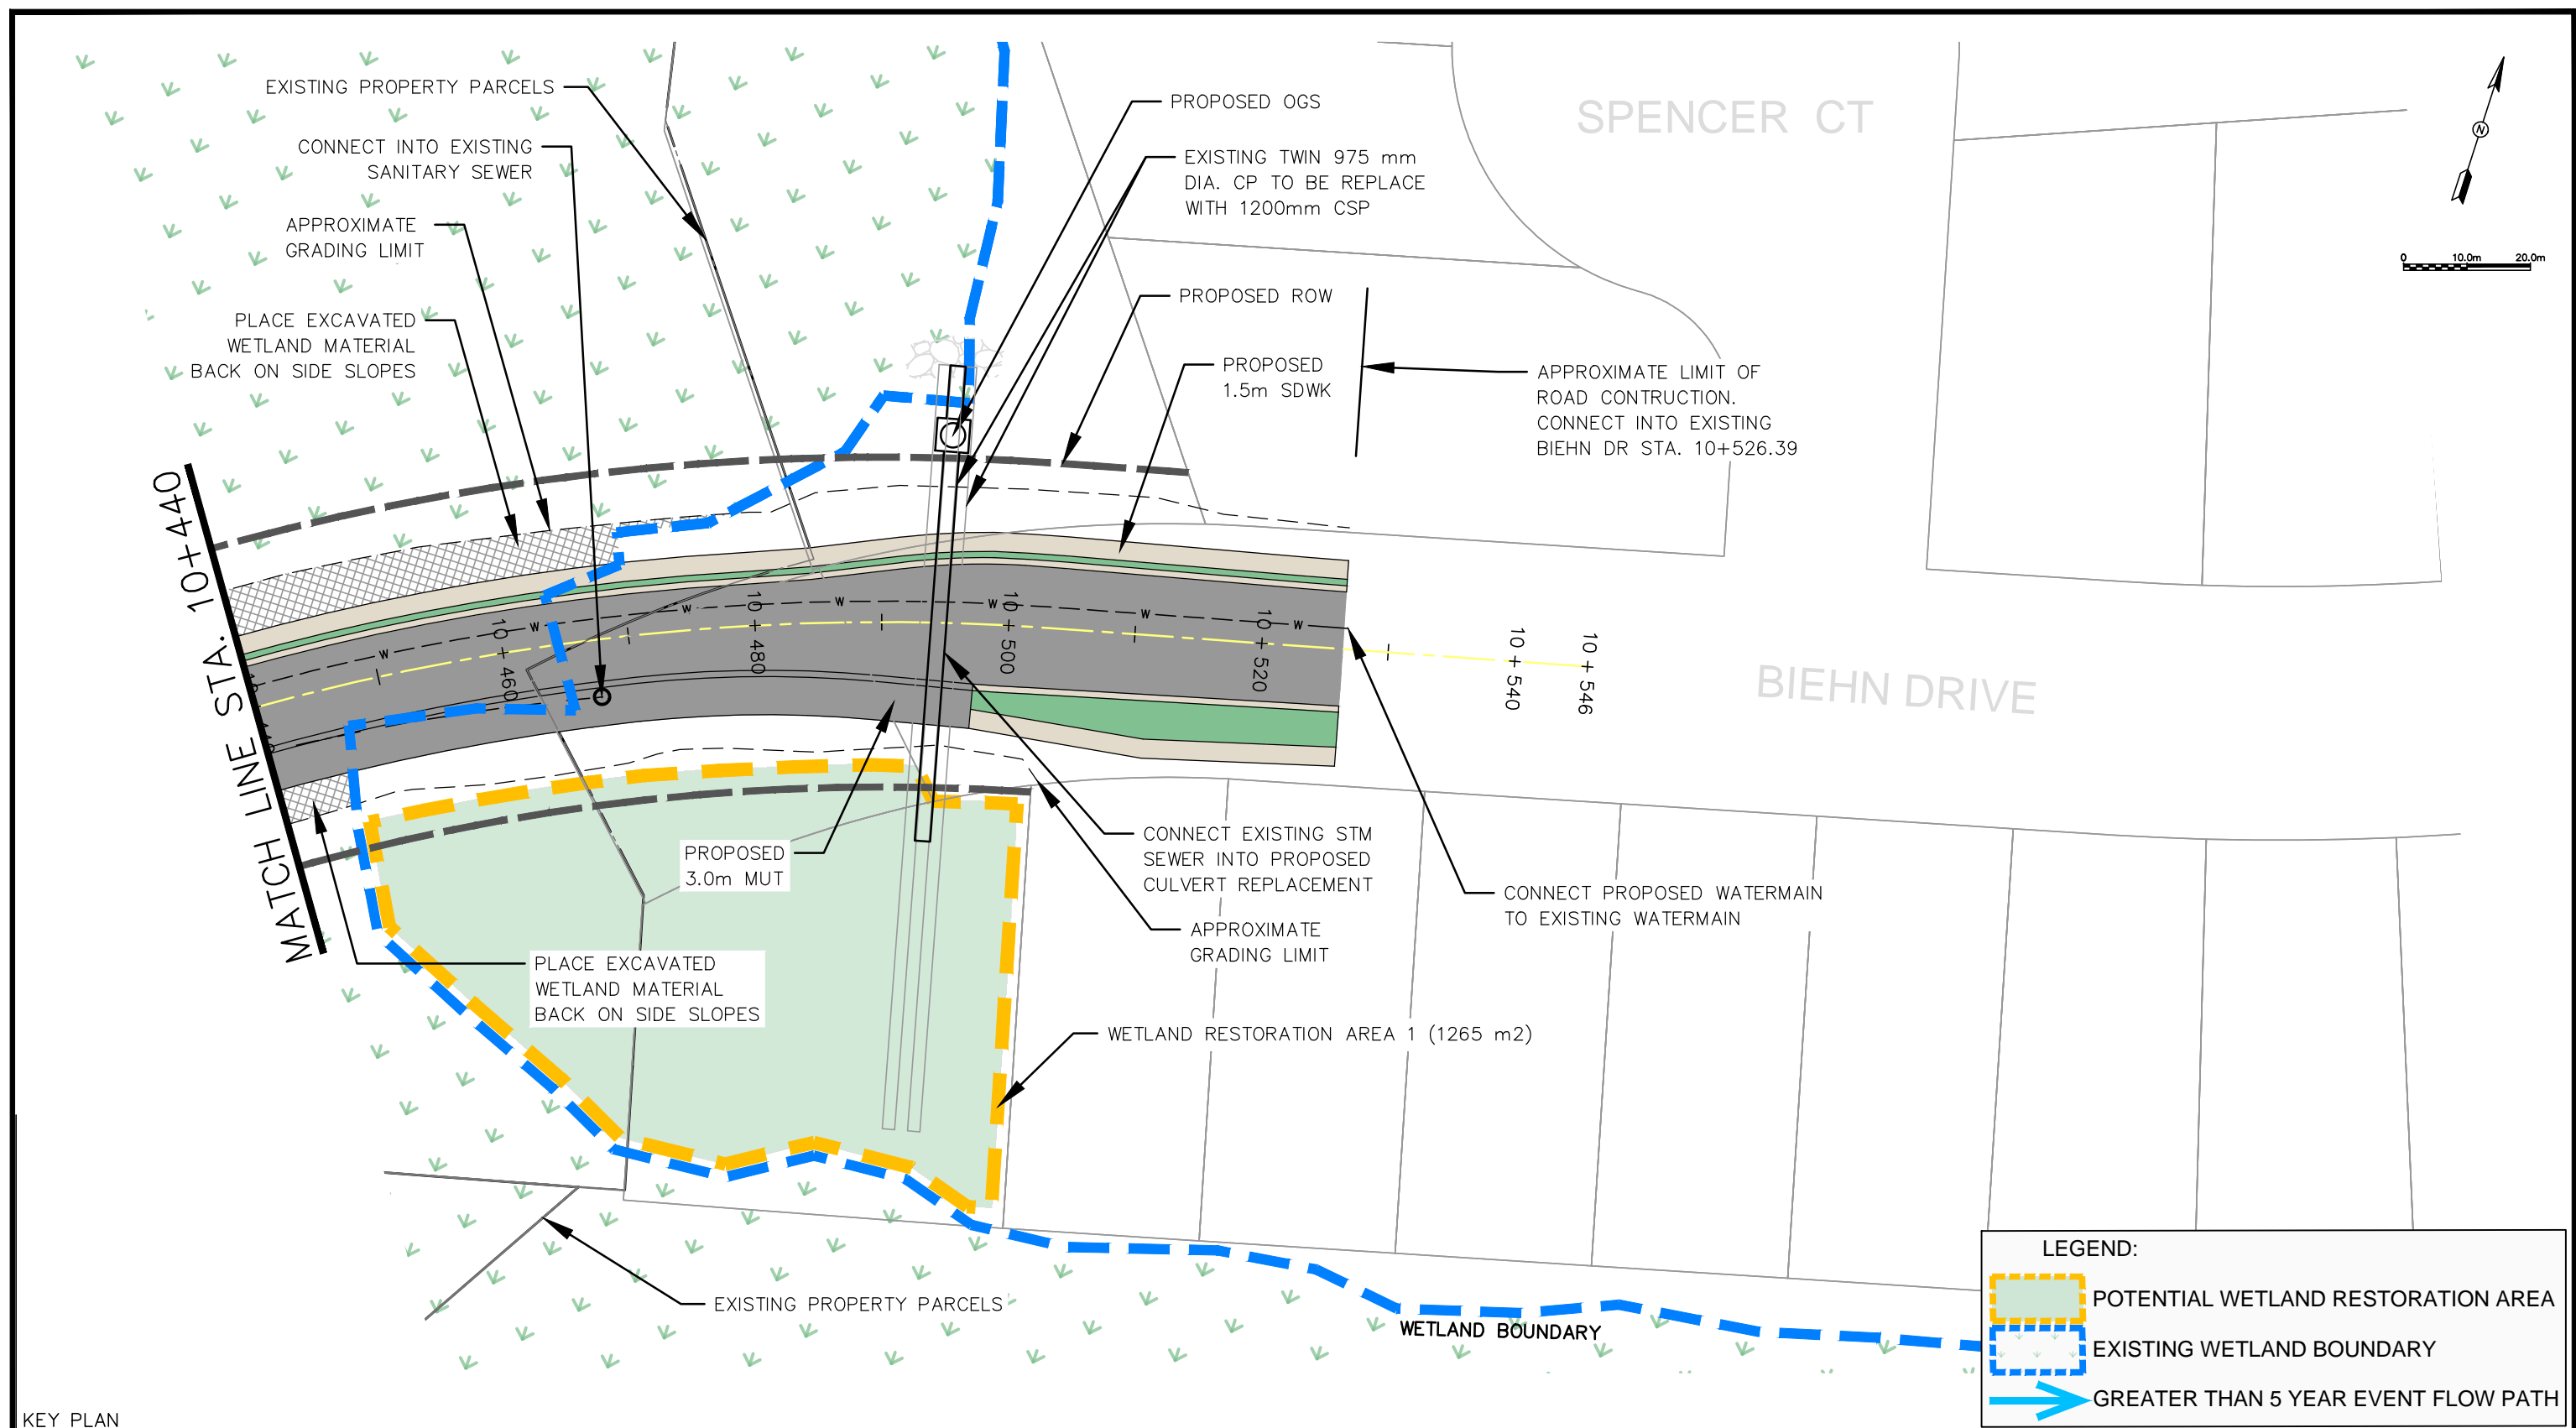 EXISTING PROPERTY PARCELS
CONNECT INTO EXISTING
SANITARY SEWER
APPROXIMATE
GRADING LIMIT
PLACE EXCAVATED
WETLAND MATERIAL
BACK ON SIDE SLOPES
PROPOSED OGS
EXISTING TWIN 975 mm
DIA. CP TO BE REPLACE
WITH 1200mm CSP
PROPOSED ROW
PROPOSED
1.5m SDWK
APPROXIMATE LIMIT OF
ROAD CONTRUCTION.
CONNECT INTO EXISTING
BIEHN DR STA. 10+526.39
SPENCER CT
N
0 10.0m 20.0m
MATCH LINE STA. 10+440
W W W W W W W
10+460
10+480
10+500
10+520
10+540
10+546
BIEHN DRIVE
PROPOSED
3.0m MUT
CONNECT EXISTING STM
SEWER INTO PROPOSED
CULVERT REPLACEMENT
APPROXIMATE
GRADING LIMIT
CONNECT PROPOSED WATERMAIN
TO EXISTING WATERMAIN
PLACE EXCAVATED
WETLAND MATERIAL
BACK ON SIDE SLOPES
WETLAND RESTORATION AREA 1 (1265 m2)
EXISTING PROPERTY PARCELS
WETLAND BOUNDARY
LEGEND:
POTENTIAL WETLAND RESTORATION AREA
EXISTING WETLAND BOUNDARY
GREATER THAN 5 YEAR EVENT FLOW PATH
KEY PLAN